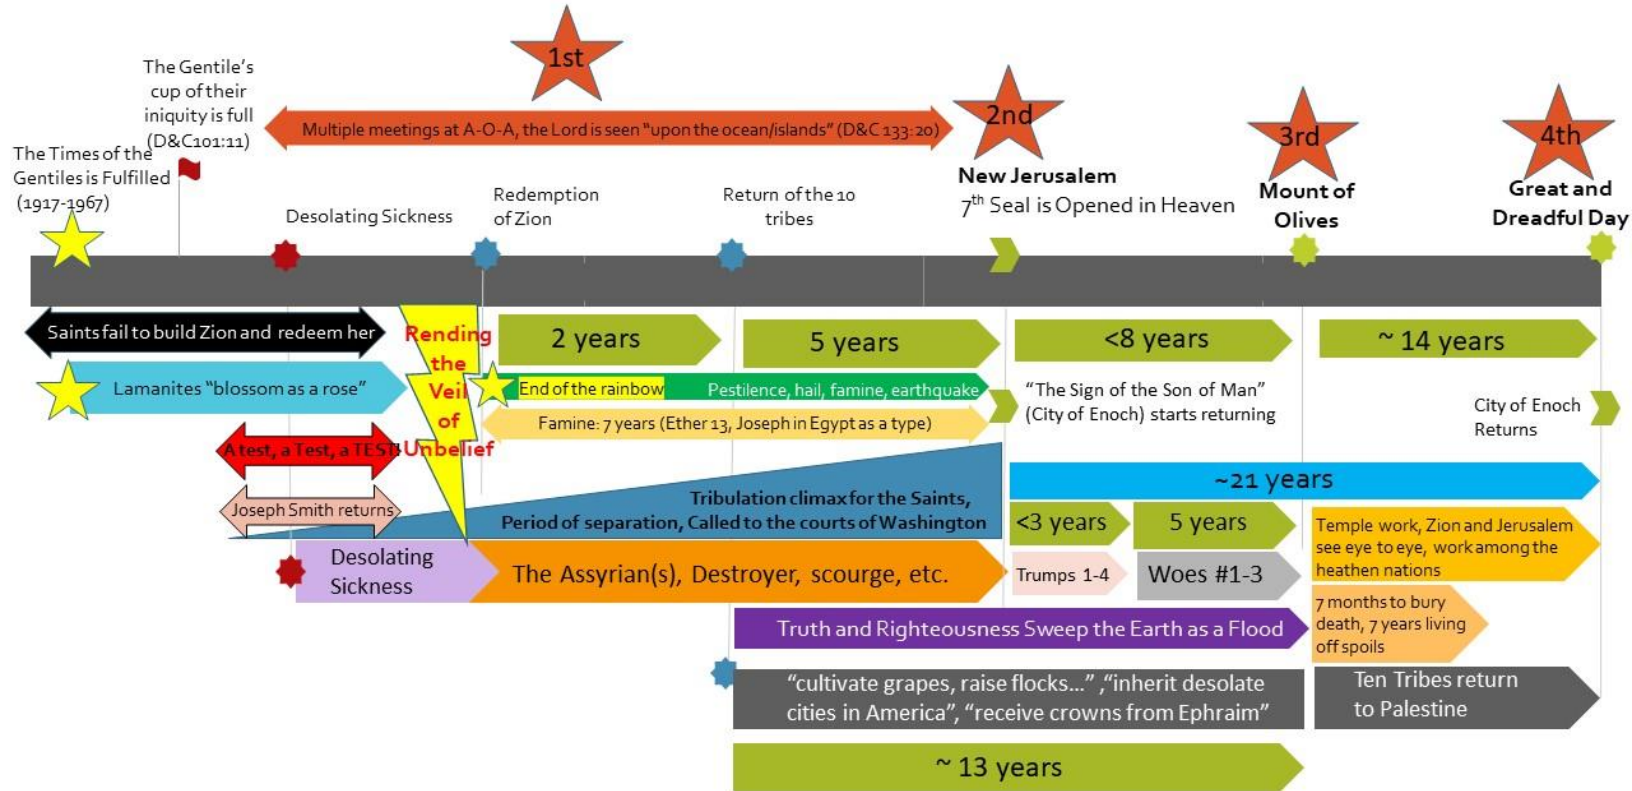 1st
The Gentile's
cup of their
iniquity is full
(D&C101:11)
Multiple meetings at A-O-A, the Lord is seen "upon the ocean/islands" (D&C 133:20)
2nd
3rd
4th
The Times of the
Gentiles is Fulfilled
(1917-1967)
Desolating Sickness
Redemption
of Zion
Return of the 10
tribes
New Jerusalem
7th Seal is Opened in Heaven
Mount of
Olives
Great and
Dreadful Day
Saints fail to build Zion and redeem her
Lamanites "blossom as a rose"
A test, a Test, a TEST!
Joseph Smith returns
Rending
the
Veil
of
Unbelief
2 years
5 years
<8 years
~ 14 years
End of the rainbow
Pestilence, hail, famine, earthquake
Famine: 7 years (Ether 13, Joseph in Egypt as a type)
"The Sign of the Son of Man"
(City of Enoch) starts returning
City of Enoch
Returns
Tribulation climax for the Saints,
Period of separation, Called to the courts of Washington
~21 years
<3 years
5 years
Temple work, Zion and Jerusalem
see eye to eye, work among the
heathen nations
Desolating
Sickness
The Assyrian(s), Destroyer, scourge, etc.
Trumps 1-4
Woes #1-3
7 months to bury
death, 7 years living
off spoils
Truth and Righteousness Sweep the Earth as a Flood
"cultivate grapes, raise flocks…" ,"inherit desolate
cities in America", "receive crowns from Ephraim"
Ten Tribes return
to Palestine
~ 13 years